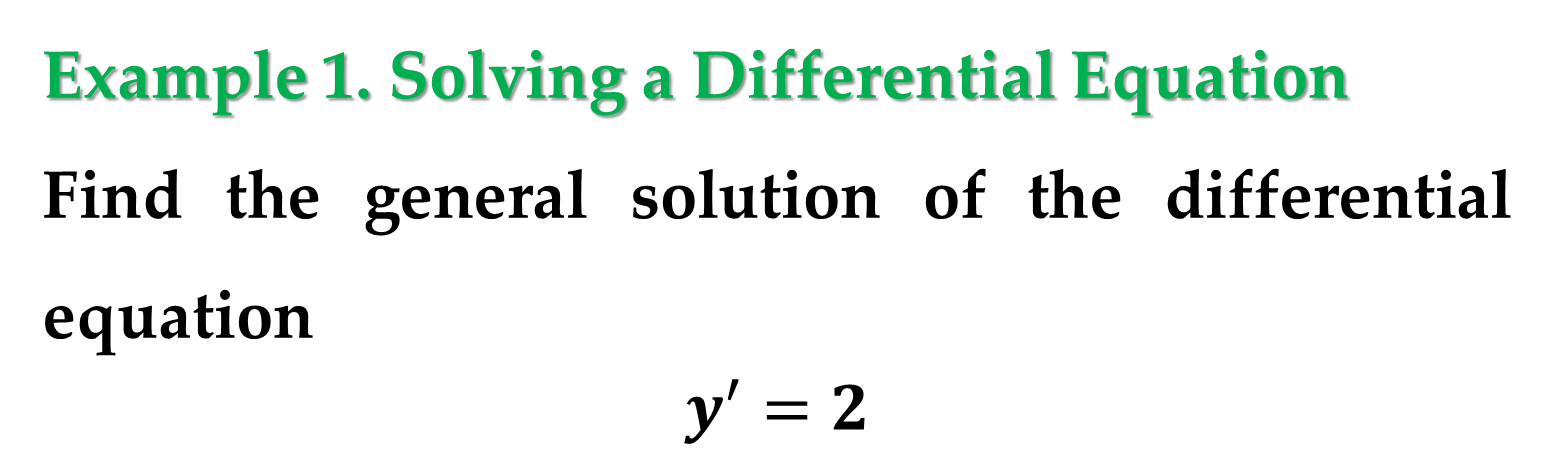 Example 1. Solving a Differential Equation
Find the general solution of the differential
equation
y′ = 2